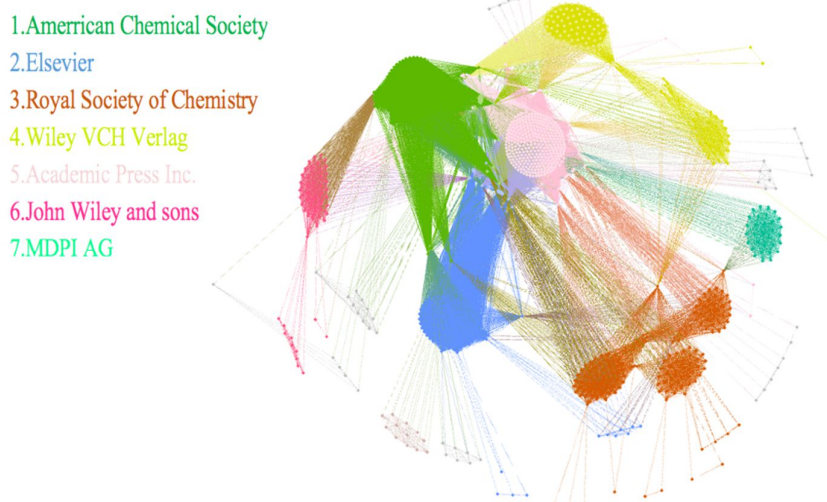 1.Amerrican Chemical Society
2.Elsevier
3.Royal Society of Chemistry
4.Wiley VCH Verlag
5.Academic Press Inc.
6.John Wiley and sons
7.MDPI AG